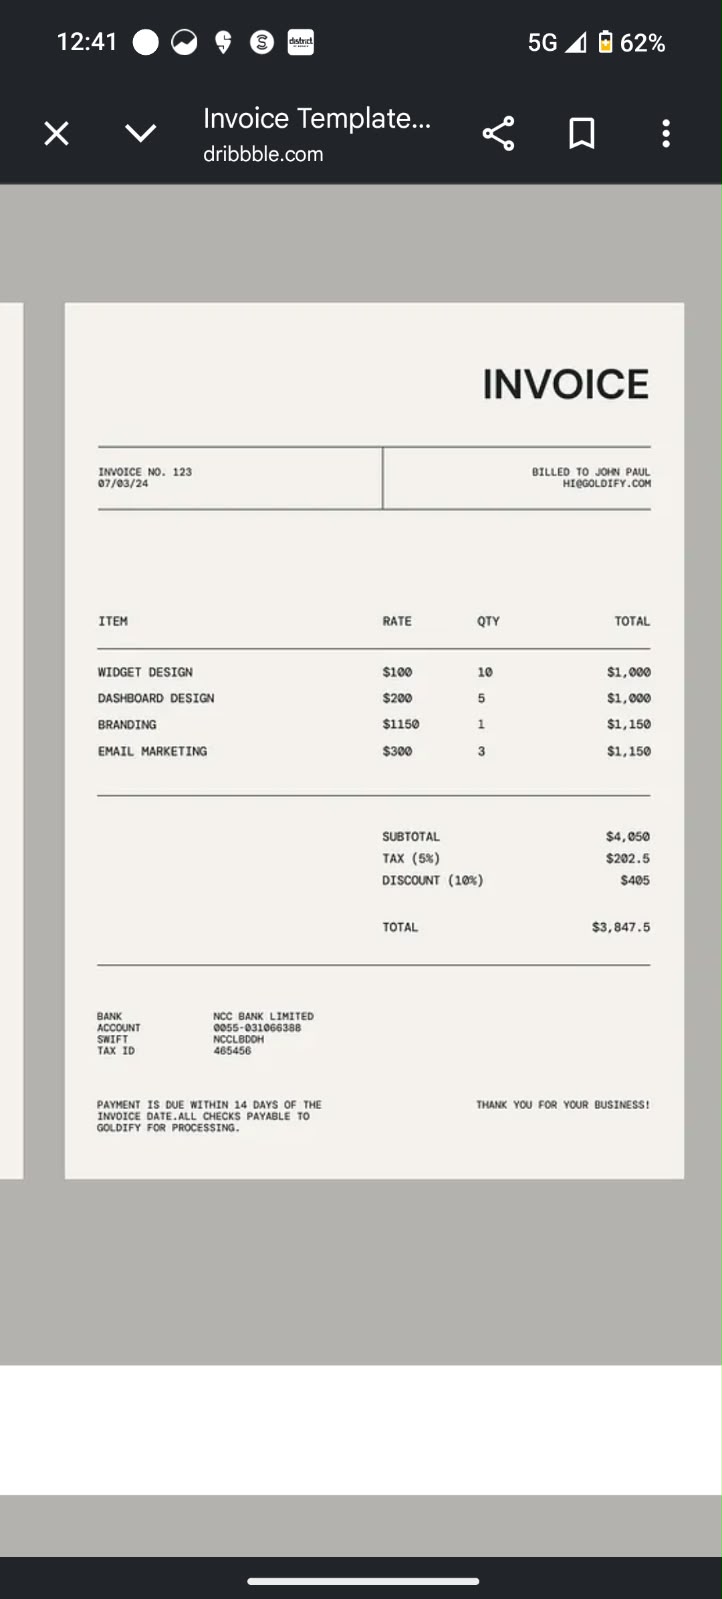 12:41 district 5G 62%
Invoice Template...
dribbble.com
INVOICE
INVOICE NO. 123
07/03/24
BILLED TO JOHN PAUL
HI@GOLDIFY.COM
ITEM RATE QTY TOTAL
WIDGET DESIGN $100 10 $1,000
DASHBOARD DESIGN $200 5 $1,000
BRANDING $1150 1 $1,150
EMAIL MARKETING $300 3 $1,150
SUBTOTAL $4,050
TAX (5%) $202.5
DISCOUNT (10%) $405
TOTAL $3,847.5
BANK NCC BANK LIMITED
ACCOUNT 0055-031066388
SWIFT NCCLBDDH
TAX ID 465456
PAYMENT IS DUE WITHIN 14 DAYS OF THE
INVOICE DATE.ALL CHECKS PAYABLE TO
GOLDIFY FOR PROCESSING.
THANK YOU FOR YOUR BUSINESS!